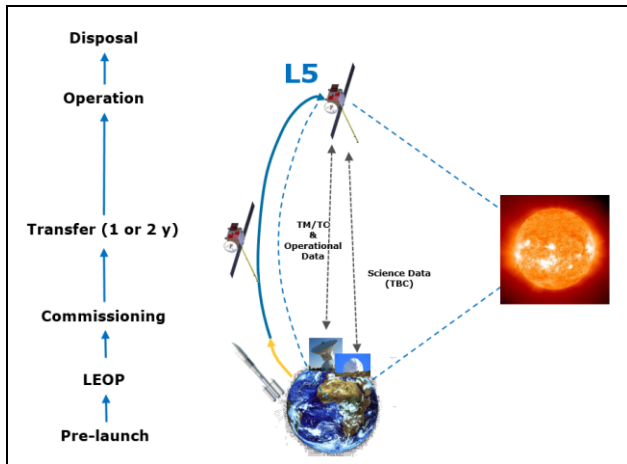 Disposal
Operation
Transfer (1 or 2 y)
Commissioning
LEOP
Pre-launch
L5
TM/TC
&
Operational
Data
Science Data
(TBC)